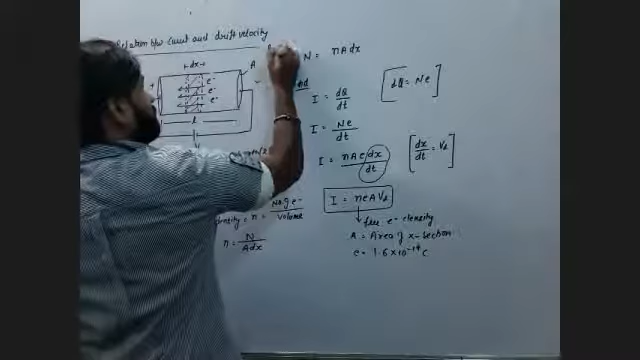 Relation b/w Current and drift velocity
← dx →
A
e⁻
e⁻
e⁻
l
n = No. of e⁻ / Volume
n = N / Adx
N = nAdx
I = dQ/dt
[dQ = Ne]
I = Ne/dt
I = nAe dx/dt
[dx/dt = Vd]
I = neAVd
free e⁻ density
A = Area of x-section
e = 1.6×10⁻¹⁹ C